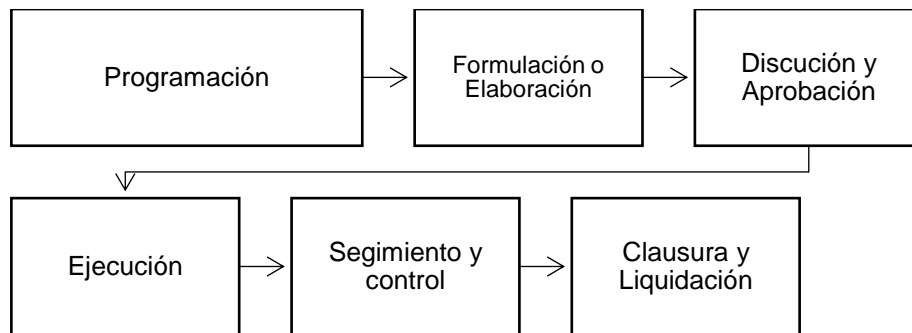 Programación
Formulación o
Elaboración
Discución y
Aprobación
Ejecución
Segimiento y
control
Clausura y
Liquidación